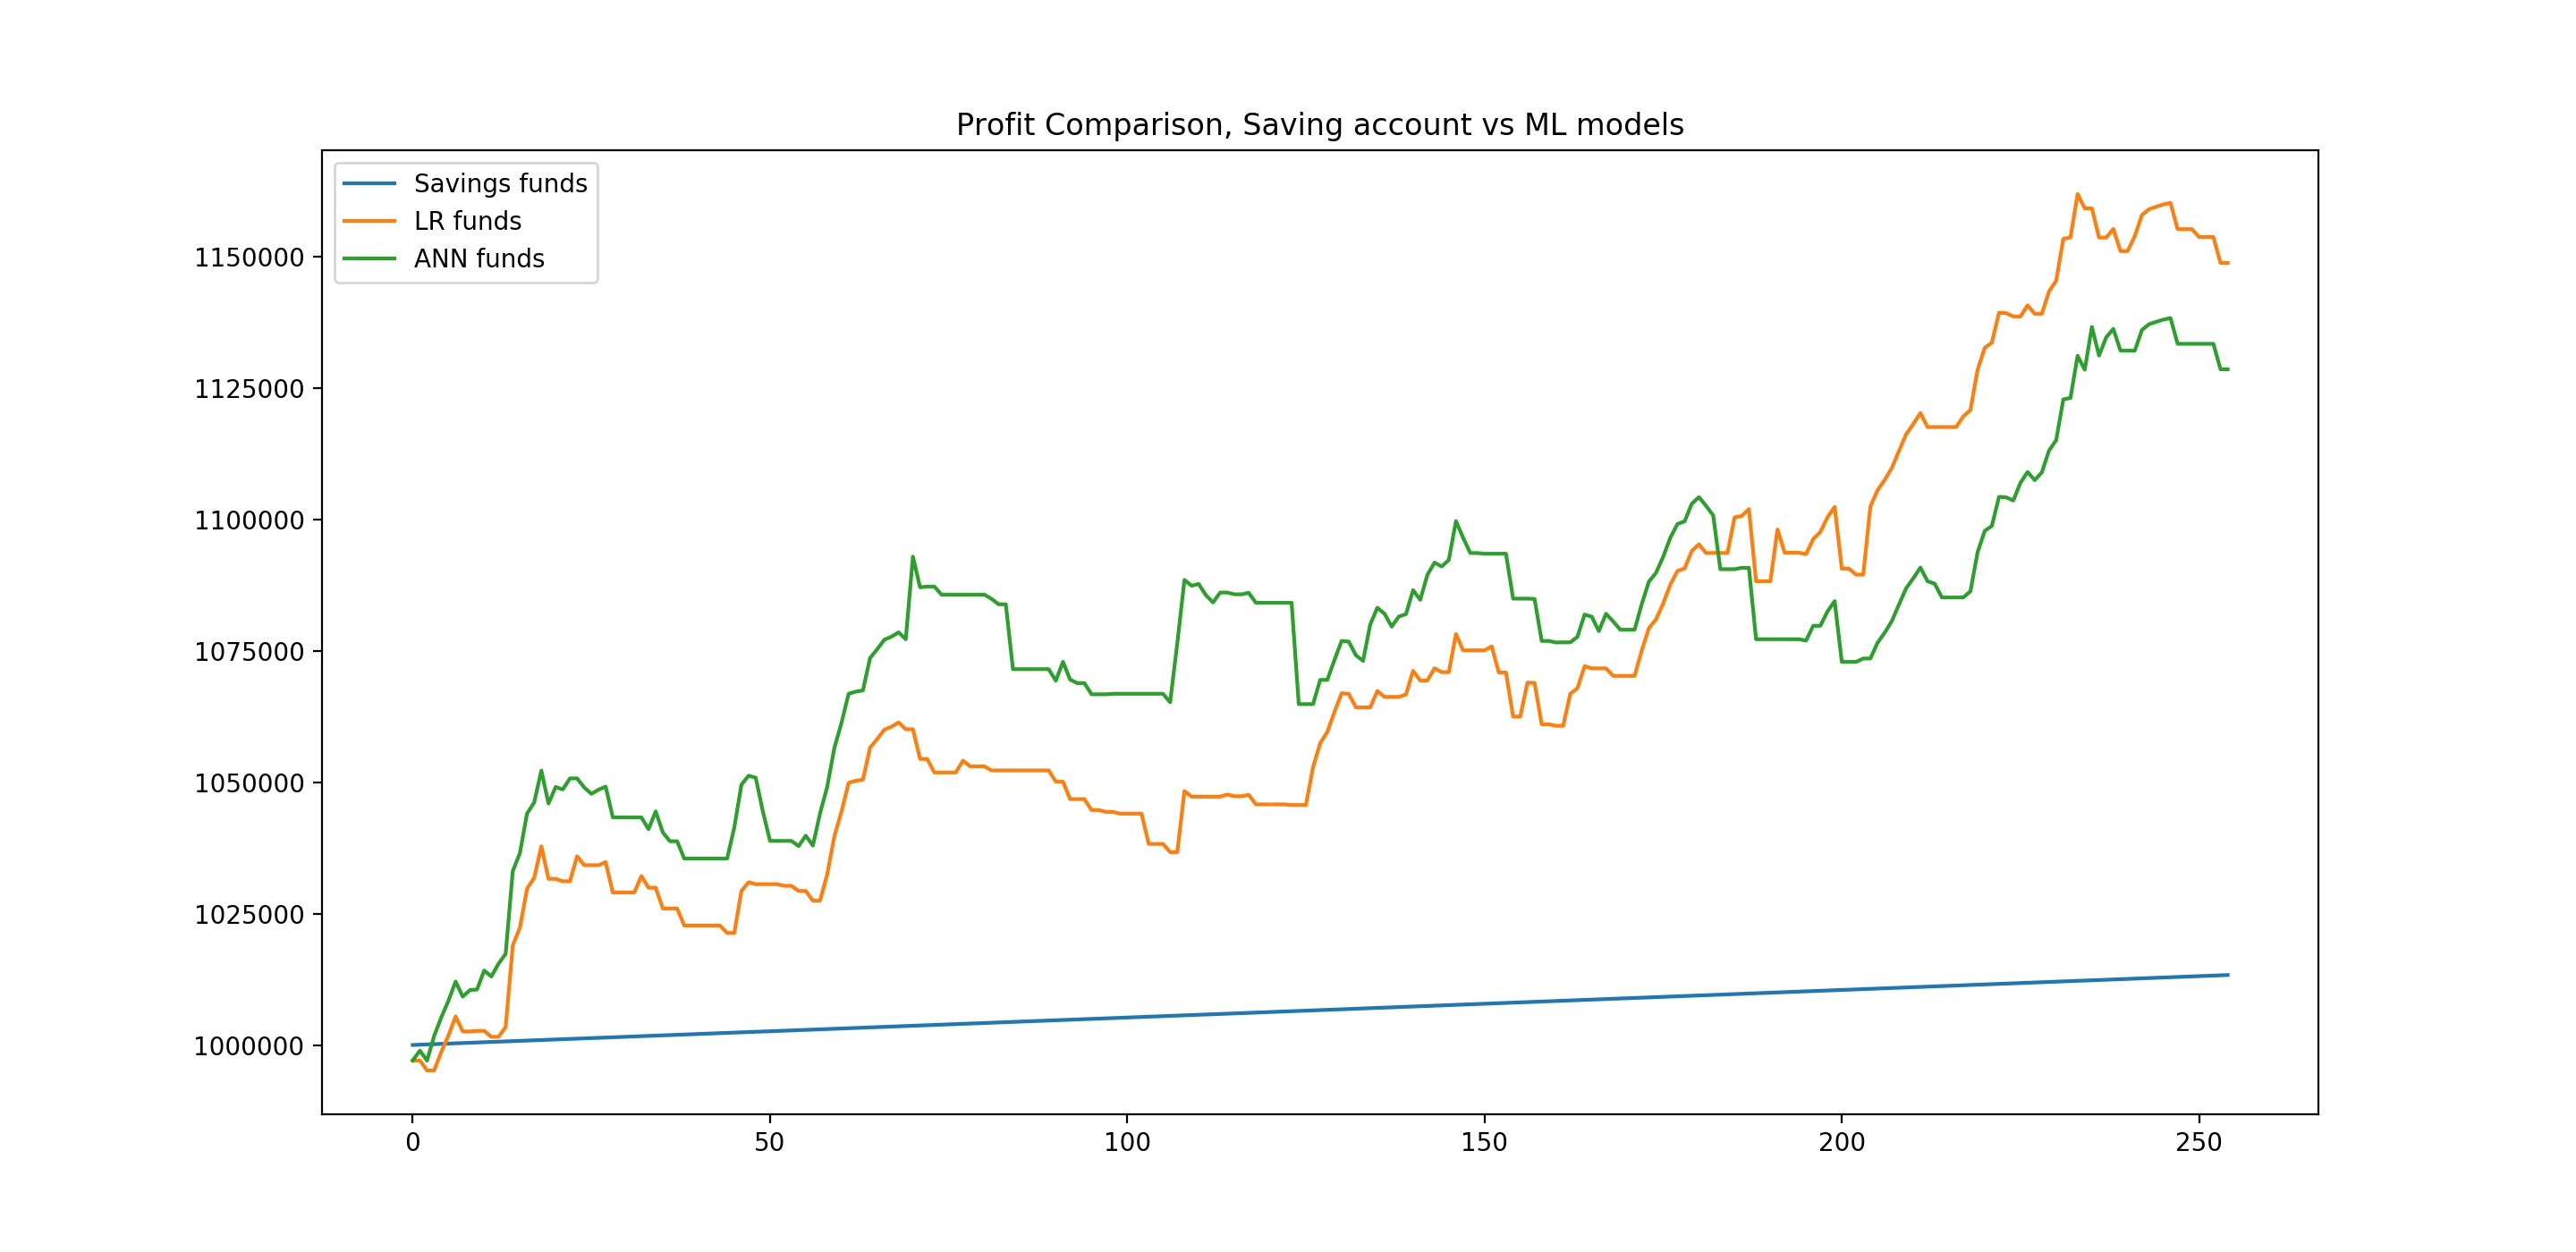 Profit Comparison, Saving account vs ML models
Savings funds
LR funds
ANN funds
1150000
1125000
1100000
1075000
1050000
1025000
1000000
0 50 100 150 200 250